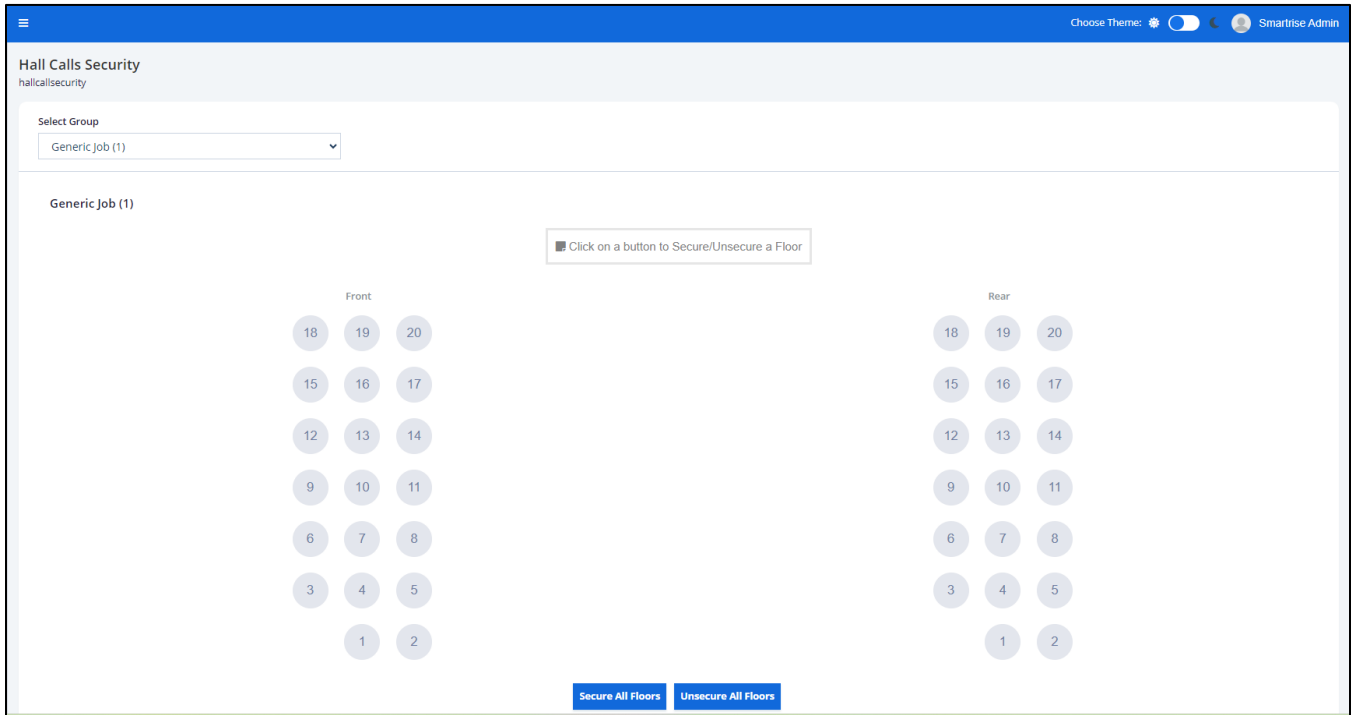 Choose Theme: Smartrise Admin
Hall Calls Security
hallcallsecurity
Select Group
Generic Job (1)
Generic Job (1)
Click on a button to Secure/Unsecure a Floor
Front
18 19 20
15 16 17
12 13 14
9 10 11
6 7 8
3 4 5
1 2
Rear
18 19 20
15 16 17
12 13 14
9 10 11
6 7 8
3 4 5
1 2
Secure All Floors Unsecure All Floors